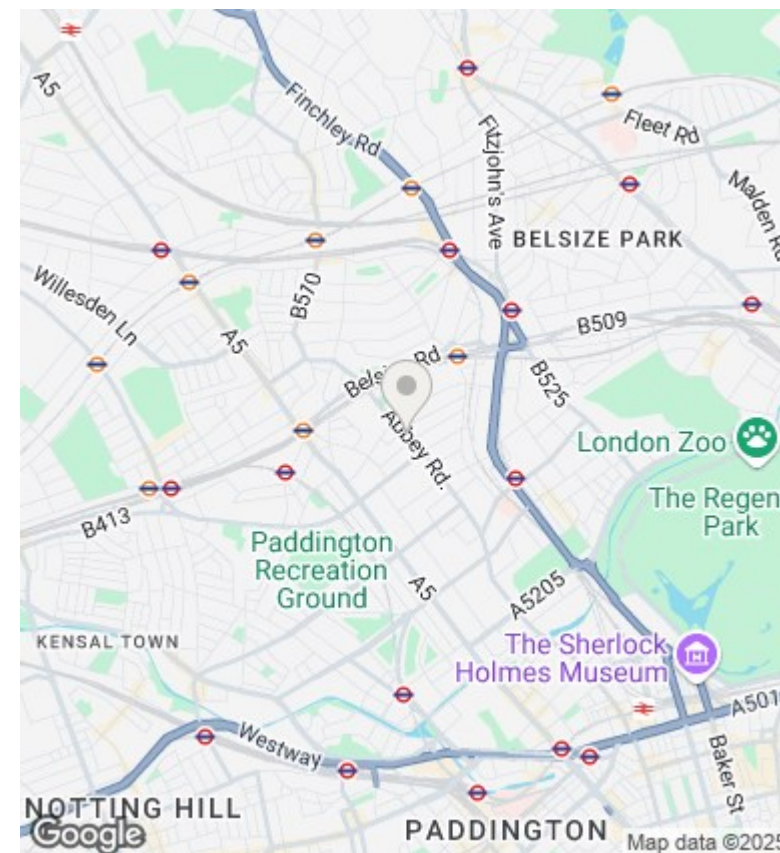 A5
Finchley Rd
Fitzjohn's Ave
Fleet Rd
Malden Rd
BELSIZE PARK
Willesden Ln
B510
A5
B509
Belsize Rd
B525
Abbey Rd.
London Zoo
The Regen
Park
B413
Paddington
Recreation
Ground
A5
A5205
KENSAL TOWN
The Sherlock
Holmes Museum
A501
Westway
Baker St
NOTTING HILL
PADDINGTON
Google
Map data ©2025